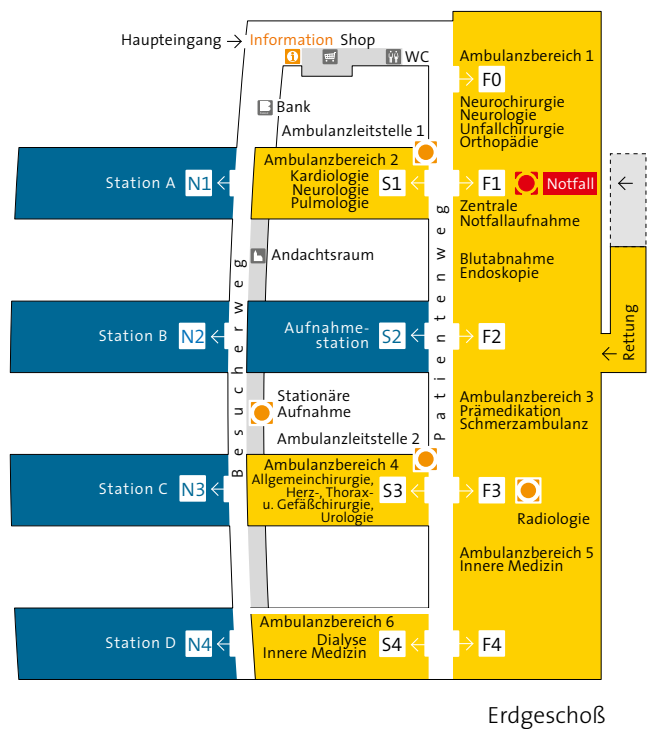 Haupteingang → Information Shop
WC
Bank
Ambulanzleitstelle 1
Ambulanzbereich 1
F0
Neurochirurgie
Neurologie
Unfallchirurgie
Orthopädie
Station A N1
Ambulanzbereich 2
Kardiologie
Neurologie
Pulmologie
S1
F1 Notfall
Zentrale
Notfallaufnahme
Blutabnahme
Endoskopie
Andachtsraum
Besucherweg
Patientenweg
Rettung
Station B N2
Aufnahme-
station
S2
F2
Stationäre
Aufnahme
Ambulanzleitstelle 2
Ambulanzbereich 3
Prämedikation
Schmerzambulanz
Station C N3
Ambulanzbereich 4
Allgemeinchirurgie,
Herz-, Thorax-
u. Gefäßchirurgie,
Urologie
S3
F3
Radiologie
Ambulanzbereich 5
Innere Medizin
Station D N4
Ambulanzbereich 6
Dialyse
Innere Medizin
S4
F4
Erdgeschoß